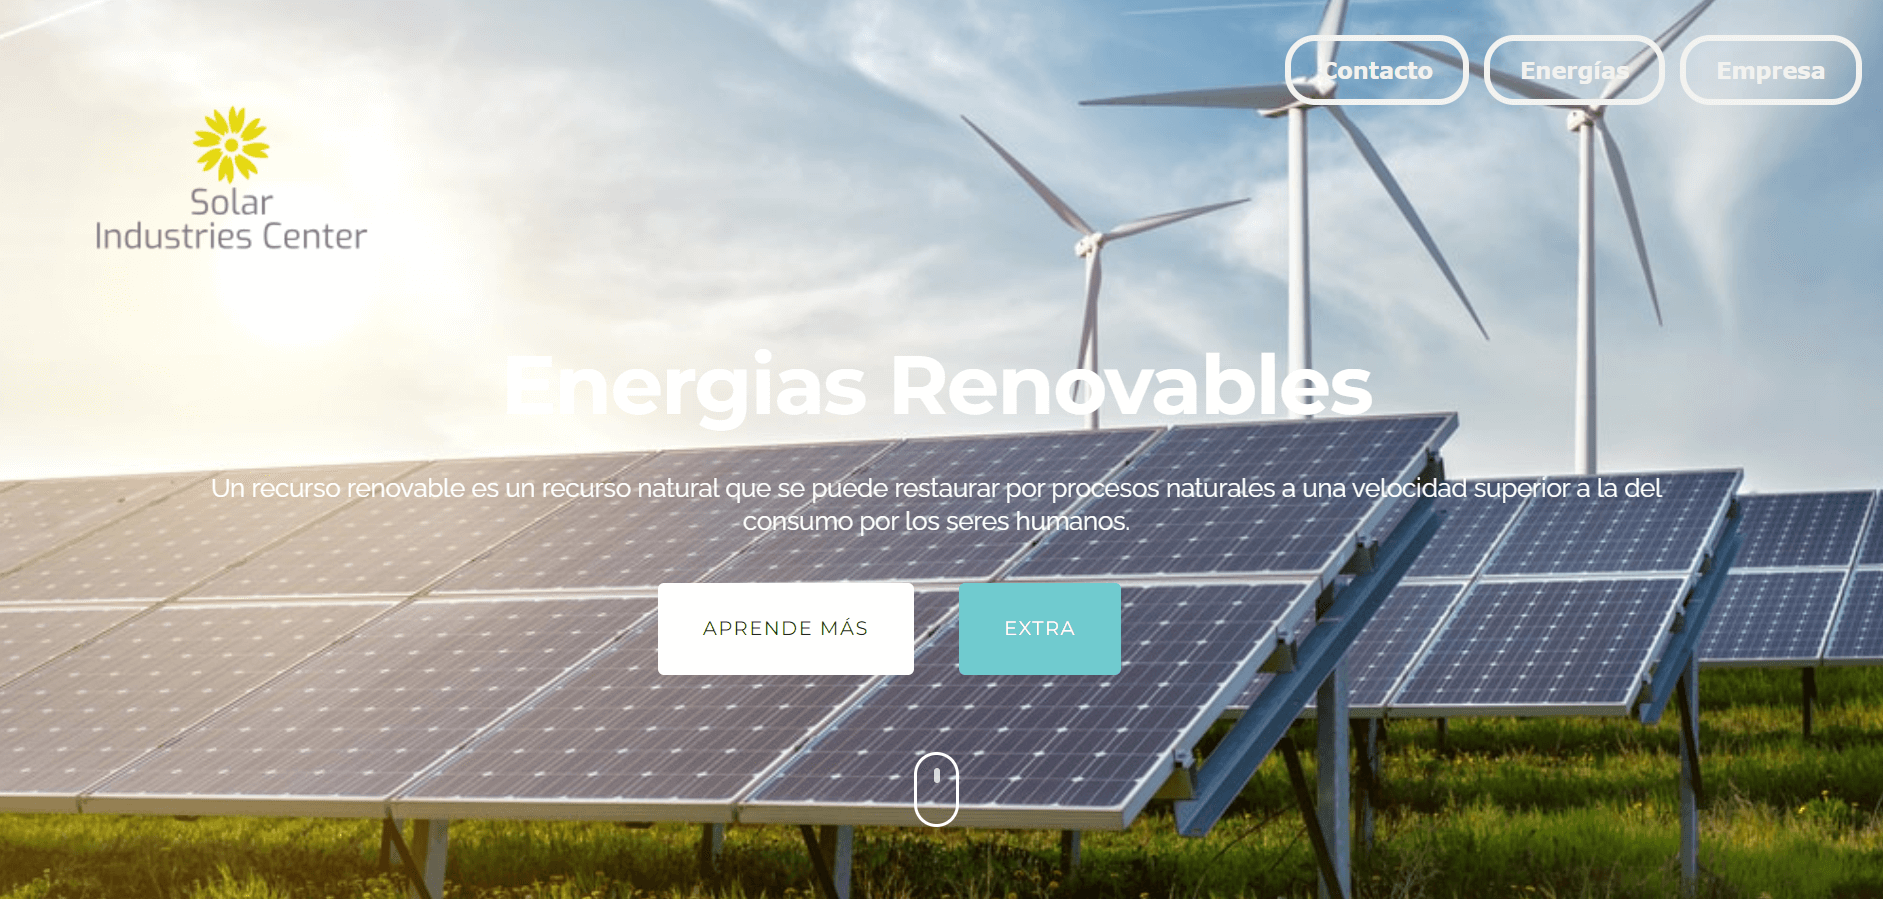 Contacto
Energías
Empresa
Solar
Industries Center
Energias Renovables
Un recurso renovable es un recurso natural que se puede restaurar por procesos naturales a una velocidad superior a la del
consumo por los seres humanos.
APRENDE MÁS
EXTRA